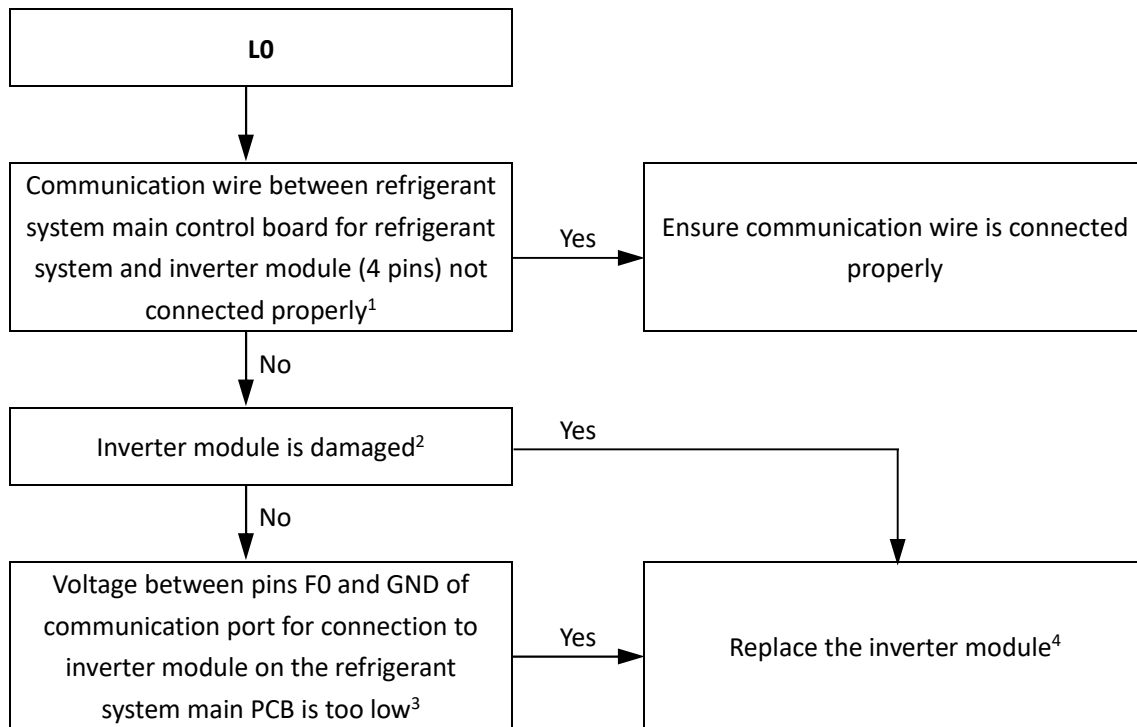 L0
Communication wire between refrigerant
system main control board for refrigerant
system and inverter module (4 pins) not
connected properly¹
Yes
Ensure communication wire is connected
properly
No
Inverter module is damaged²
Yes
No
Voltage between pins F0 and GND of
communication port for connection to
inverter module on the refrigerant
system main PCB is too low³
Yes
Replace the inverter module⁴